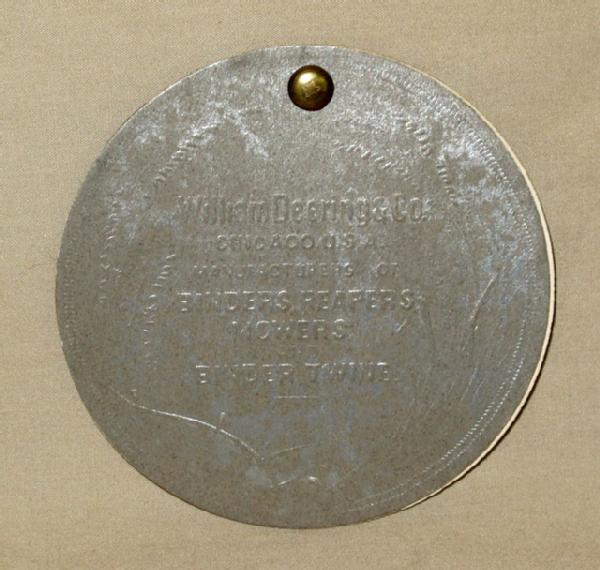 William Deering & Co.
CHICAGO U.S.A.
MANUFACTURERS OF
BINDERS, REAPERS
MOWERS
BINDER TWINE.